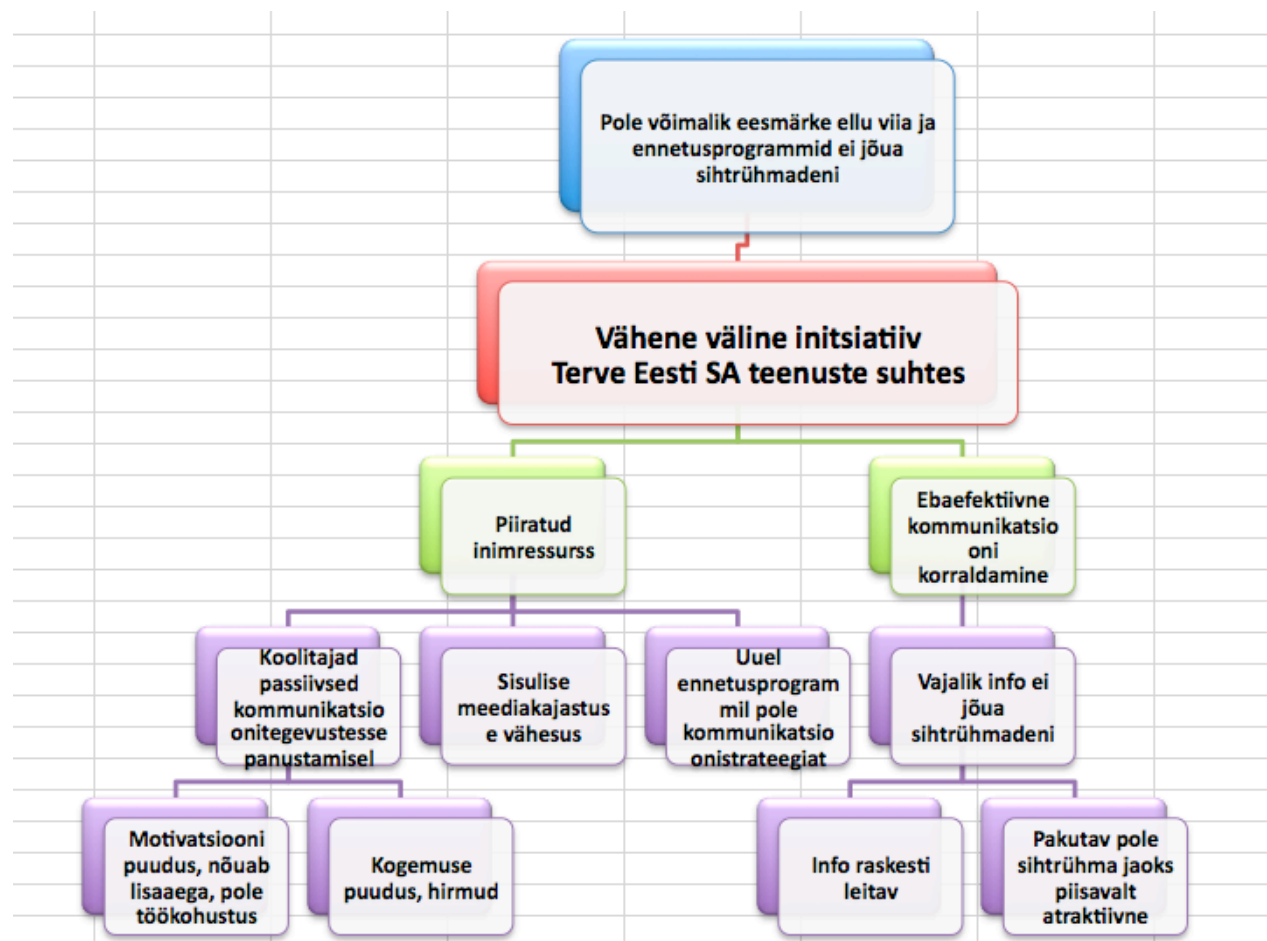 Pole võimalik eesmärke ellu viia ja
ennetusprogrammid ei jõua
sihtrühmadeni
Vähene väline initsiatiiv
Terve Eesti SA teenuste suhtes
Piiratud
inimressurss
Ebaefektiivne
kommunikatsio
oni
korraldamine
Koolitajad
passiivsed
kommunikatsio
onitegevustesse
panustamisel
Sisulise
meediakajastus
e vähesus
Uuel
ennetusprogram
mil pole
kommunikatsio
onistrateegiat
Vajalik info ei
jõua
sihtrühmadeni
Motivatsiooni
puudus, nõuab
lisaaega, pole
töökohustus
Kogemuse
puudus, hirmud
Info raskesti
leitav
Pakutav pole
sihtrühma jaoks
piisavalt
atraktiivne